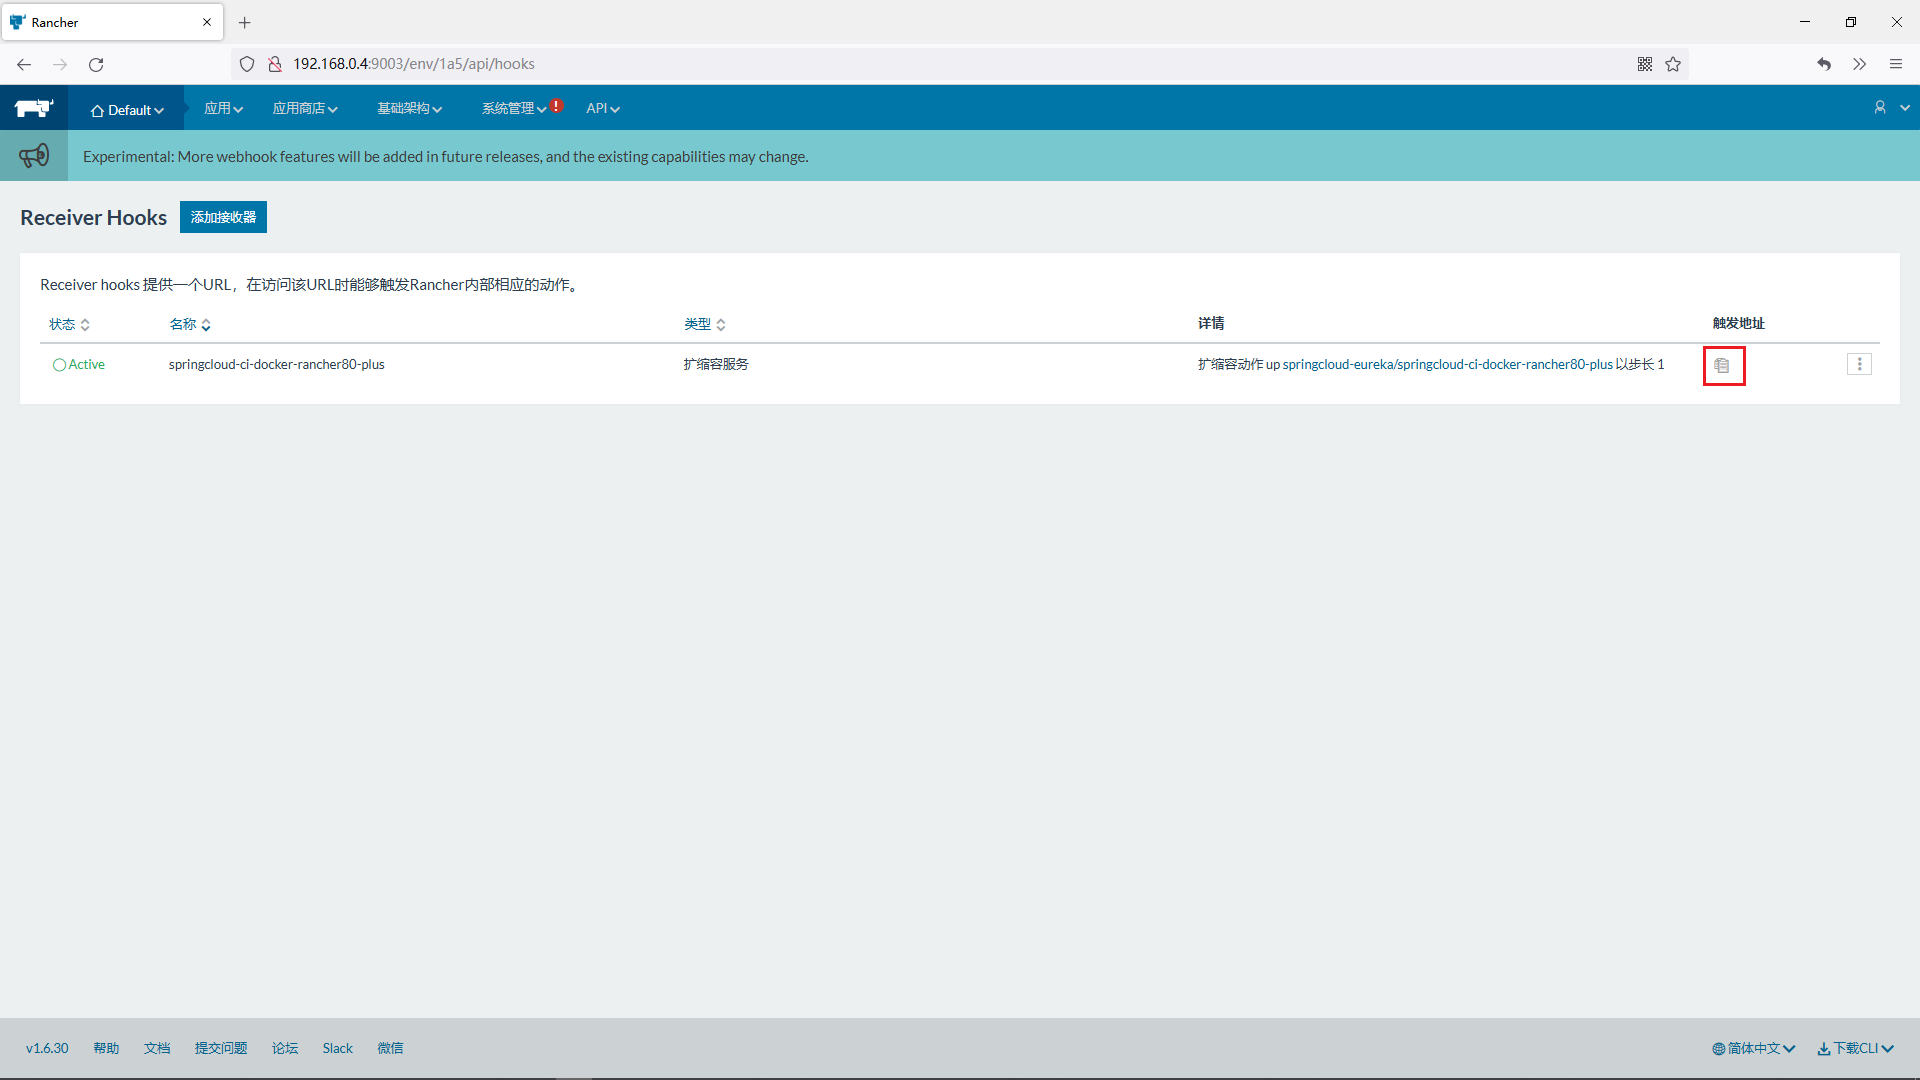 Rancher
192.168.0.4:9003/env/1a5/api/hooks
Default 应用 应用商店 基础架构 系统管理 ! API
Experimental: More webhook features will be added in future releases, and the existing capabilities may change.
Receiver Hooks 添加接收器
Receiver hooks 提供一个URL，在访问该URL时能够触发Rancher内部相应的动作。
状态 名称 类型 详情 触发地址
Active springcloud-ci-docker-rancher80-plus 扩缩容服务 扩缩容动作 up springcloud-eureka/springcloud-ci-docker-rancher80-plus 以步长 1
v1.6.30 帮助 文档 提交问题 论坛 Slack 微信 简体中文 下载CLI